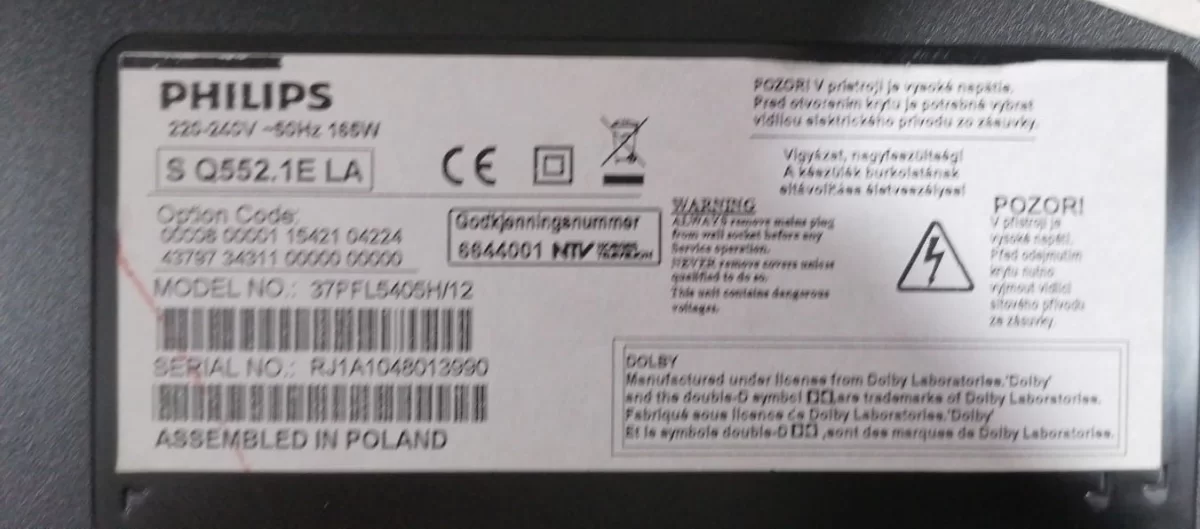 PHILIPS
220-240V ~50Hz 165W
S Q552.1E LA
Option Code:
00008 00001 15421 04224
43797 34311 00000 00000
MODEL NO.: 37PFL5405H/12
SERIAL NO.: RJ1A1048013990
ASSEMBLED IN POLAND
CE
Godkjenningsnummer
6644001 NTV
POZOR! V prístroji je vysoké napätie.
Pred otvorením krytu je potrebné vybrat
vidlicu elektrického prívodu zo zásuvky.
Vigyázat, nagyfeszültség!
A készülék burkolatának
eltávolítása életveszélyes!
WARNING
ALWAYS remove mains plug
from wall socket before any
Service operation.
NEVER remove covers unless
qualified to do so.
This unit contains dangerous
voltages.
POZOR!
V přístroji je
vysoké napětí.
Před odejmutím
krytu nutno
vyjmout vidlici
síťového přívodu
ze zásuvky.
DOLBY
Manufactured under license from Dolby Laboratories.'Dolby'
and the double-D symbol are trademarks of Dolby Laboratories.
Fabriqué sous licence de Dolby Laboratories.'Dolby'
Et le symbole double-D ,sont des marques de Dolby Laboratories.